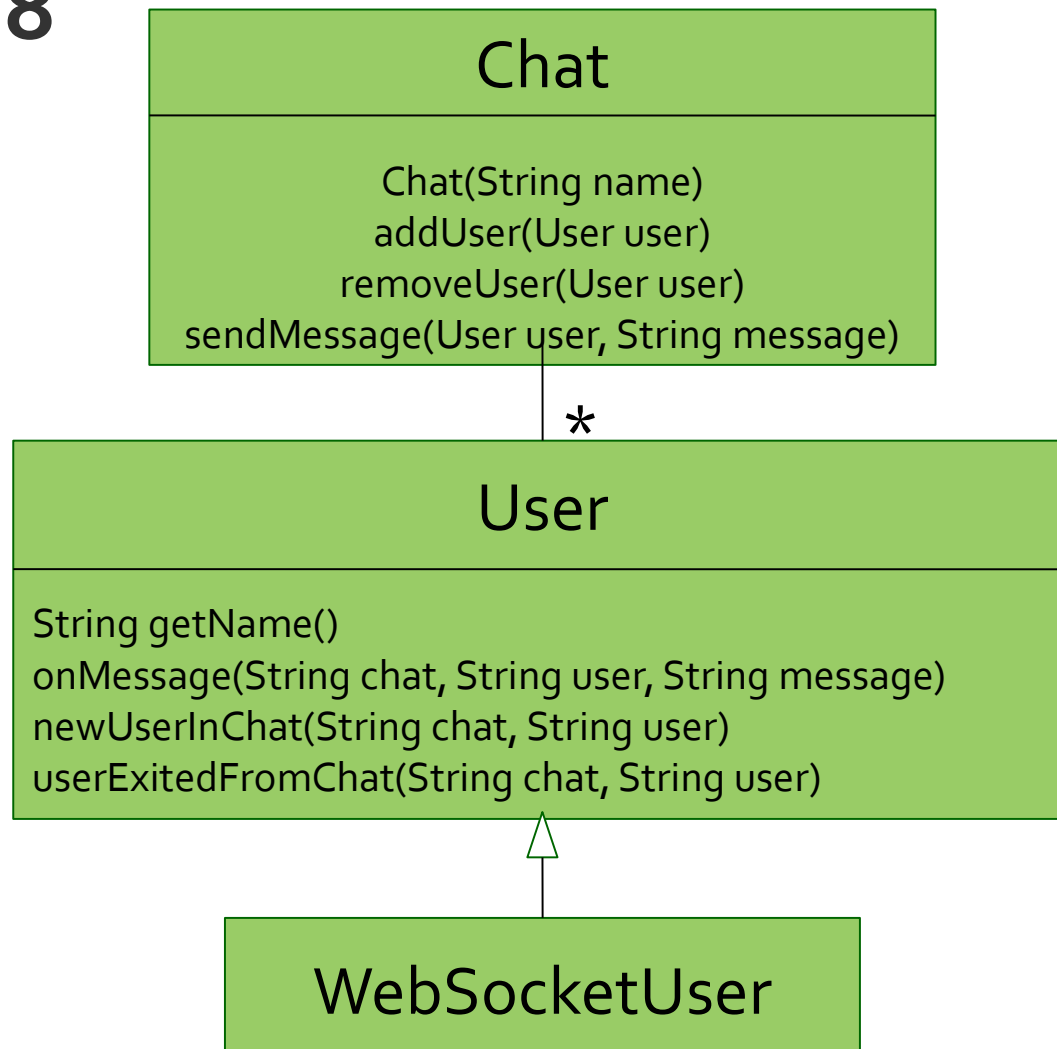 8
Chat
Chat(String name)
addUser(User user)
removeUser(User user)
sendMessage(User user, String message)
*
User
String getName()
onMessage(String chat, String user, String message)
newUserInChat(String chat, String user)
userExitedFromChat(String chat, String user)
WebSocketUser